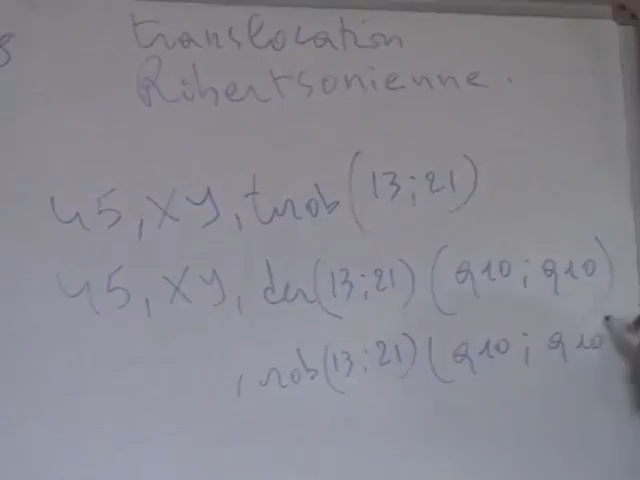 translocation
Robertsonienne.
45, XY, trob(13;21)
45, XY, der(13;21)(q10;q10)
, rob(13;21)(q10;q10